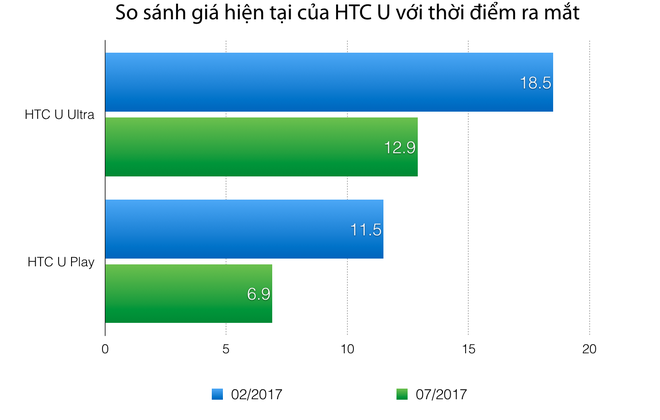 So sánh giá hiện tại của HTC U với thời điểm ra mắt
HTC U Ultra
18.5
12.9
HTC U Play
11.5
6.9
0 5 10 15 20
02/2017 07/2017